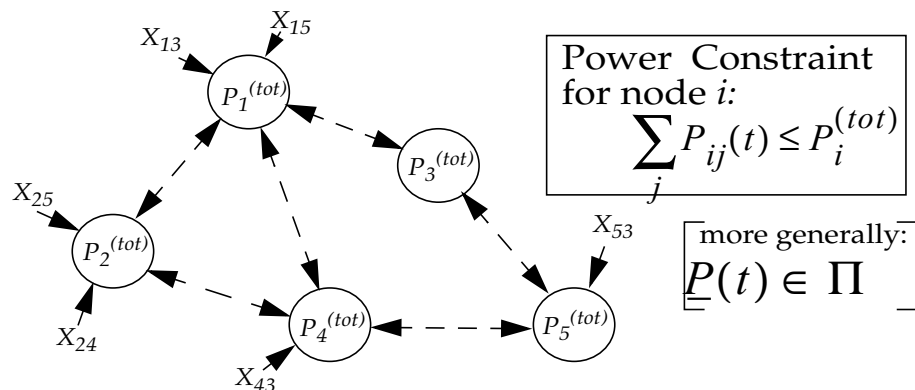 X₁₃
X₁₅
P₁⁽ᵗᵒᵗ⁾
Power Constraint
for node i:
∑ⱼ Pᵢⱼ(t) ≤ Pᵢ⁽ᵗᵒᵗ⁾
P₃⁽ᵗᵒᵗ⁾
X₂₅
P₂⁽ᵗᵒᵗ⁾
X₂₄
X₅₃
more generally:
P̲(t) ∈ Π
P₄⁽ᵗᵒᵗ⁾
P₅⁽ᵗᵒᵗ⁾
X₄₃